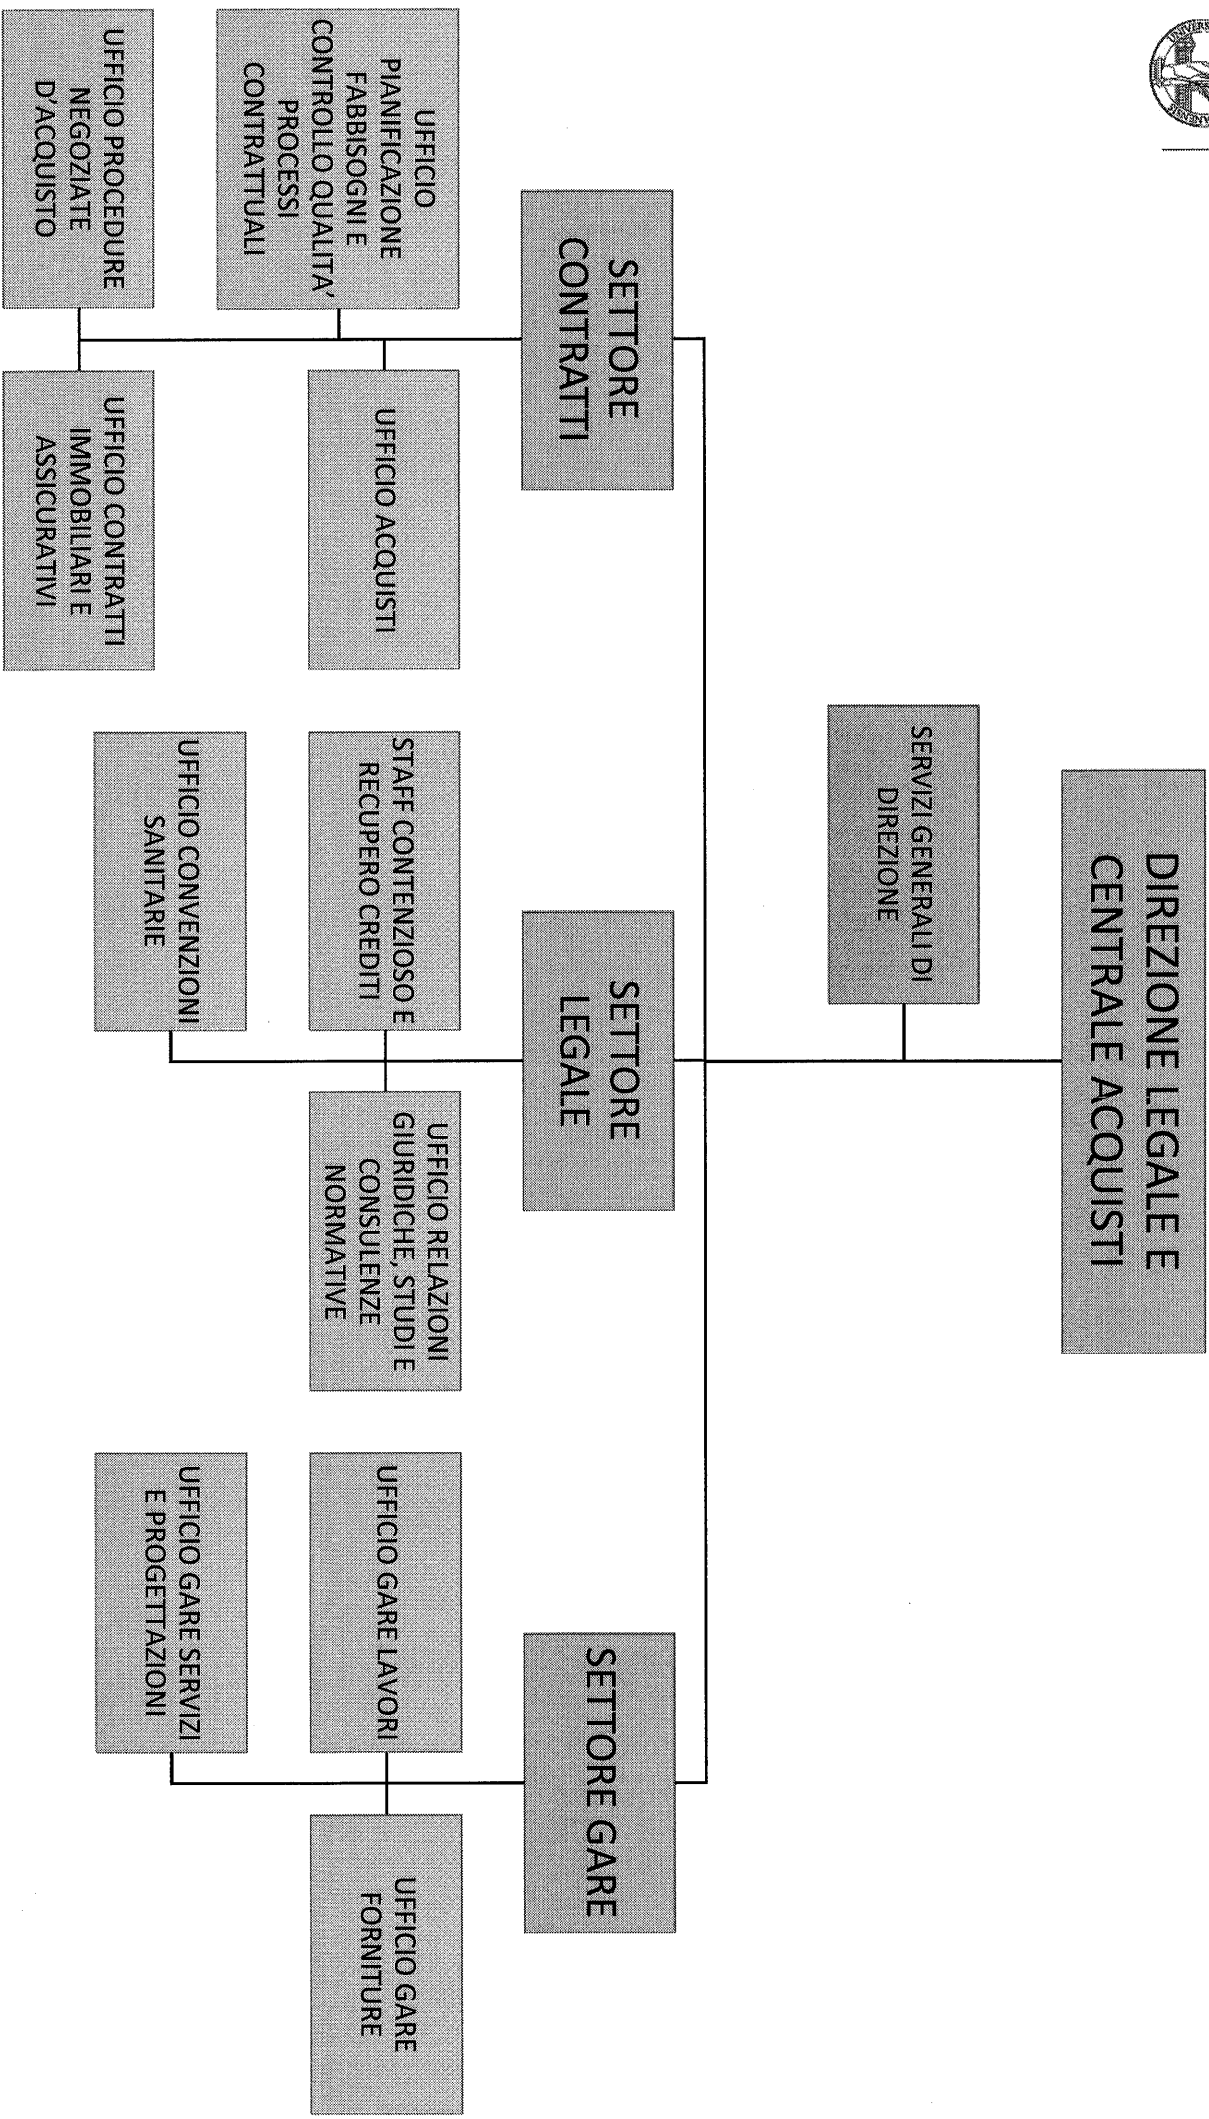 DIREZIONE LEGALE E
CENTRALE ACQUISTI
SERVIZI GENERALI DI
DIREZIONE
SETTORE
CONTRATTI
UFFICIO
PIANIFICAZIONE
FABBISOGNI E
CONTROLLO QUALITA'
PROCESSI
CONTRATTUALI
UFFICIO ACQUISTI
UFFICIO PROCEDURE
NEGOZIATE
D'ACQUISTO
UFFICIO CONTRATTI
IMMOBILIARI E
ASSICURATIVI
SETTORE
LEGALE
STAFF CONTENZIOSO E
RECUPERO CREDITI
UFFICIO RELAZIONI
GIURIDICHE, STUDI E
CONSULENZE
NORMATIVE
UFFICIO CONVENZIONI
SANITARIE
SETTORE GARE
UFFICIO GARE LAVORI
UFFICIO GARE
FORNITURE
UFFICIO GARE SERVIZI
E PROGETTAZIONI